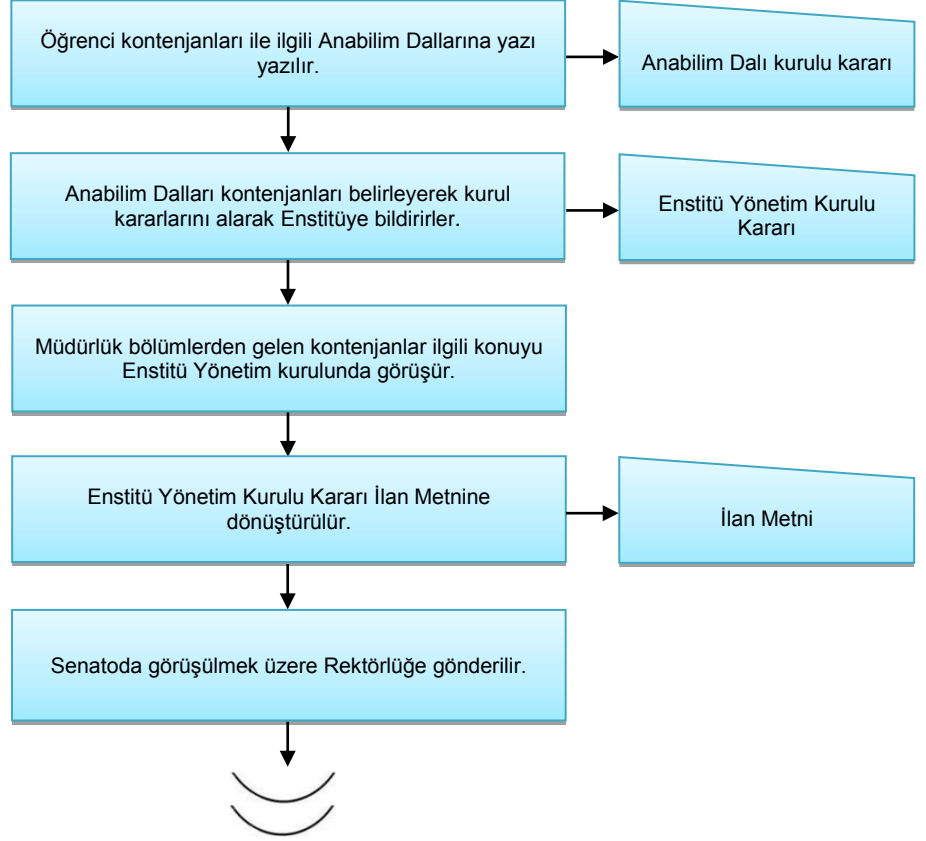 Öğrenci kontenjanları ile ilgili Anabilim Dallarına yazı
yazılır.
Anabilim Dalı kurulu kararı
Anabilim Dalları kontenjanları belirleyerek kurul
kararlarını alarak Enstitüye bildirirler.
Enstitü Yönetim Kurulu
Kararı
Müdürlük bölümlerden gelen kontenjanlar ilgili konuyu
Enstitü Yönetim kurulunda görüşür.
Enstitü Yönetim Kurulu Kararı İlan Metnine
dönüştürülür.
İlan Metni
Senatoda görüşülmek üzere Rektörlüğe gönderilir.